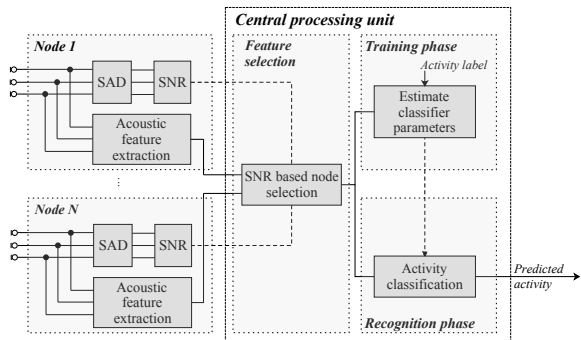 Central processing unit
Node 1
Feature
selection
Training phase
Activity label
SAD
SNR
Estimate
classifier
parameters
Acoustic
feature
extraction
SNR based node
selection
Node N
SAD
SNR
Acoustic
feature
extraction
Activity
classification
Predicted
activity
Recognition phase